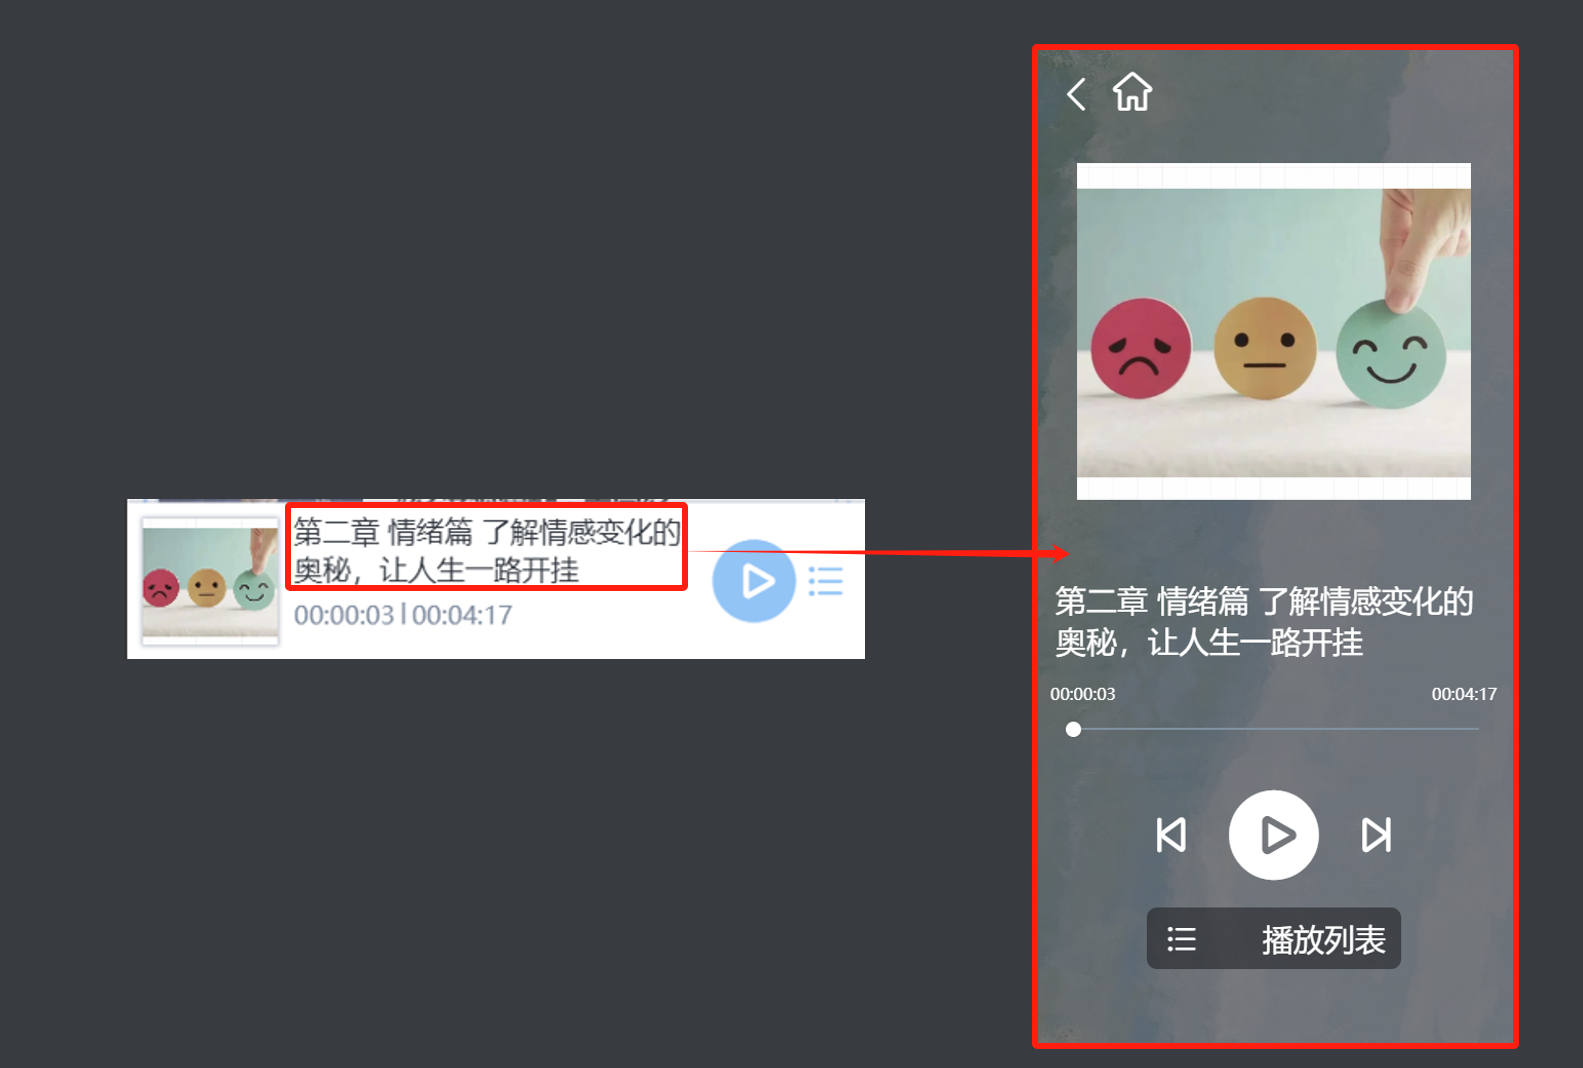 第二章 情绪篇 了解情感变化的
奥秘，让人生一路开挂
00:00:03 | 00:04:17
第二章 情绪篇 了解情感变化的
奥秘，让人生一路开挂
00:00:03
00:04:17
播放列表